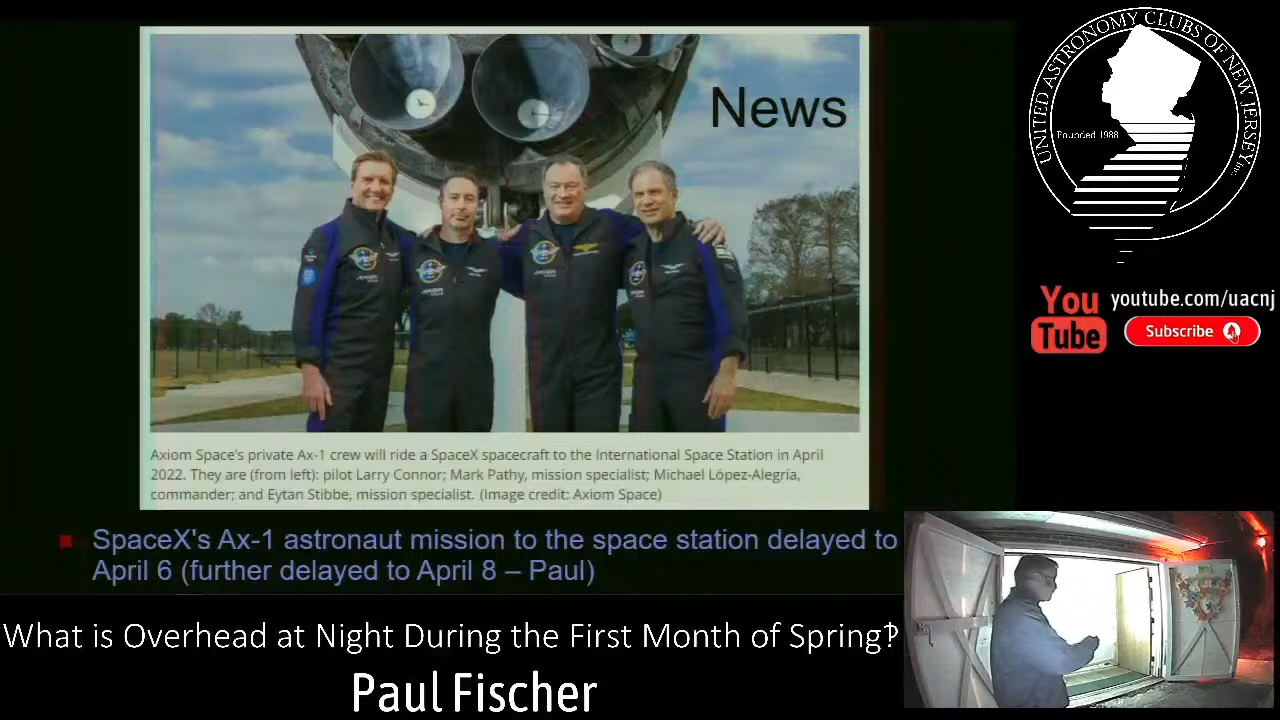 News
Axiom Space's private Ax-1 crew will ride a SpaceX spacecraft to the International Space Station in April
2022. They are (from left): pilot Larry Connor; Mark Pathy, mission specialist; Michael López-Alegría,
commander; and Eytan Stibbe, mission specialist. (Image credit: Axiom Space)
SpaceX's Ax-1 astronaut mission to the space station delayed to
April 6 (further delayed to April 8 – Paul)
What is Overhead at Night During the First Month of Spring?
Paul Fischer
UNITED ASTRONOMY CLUBS OF NEW JERSEY, Inc.
Founded 1988
You
Tube
youtube.com/uacnj
Subscribe